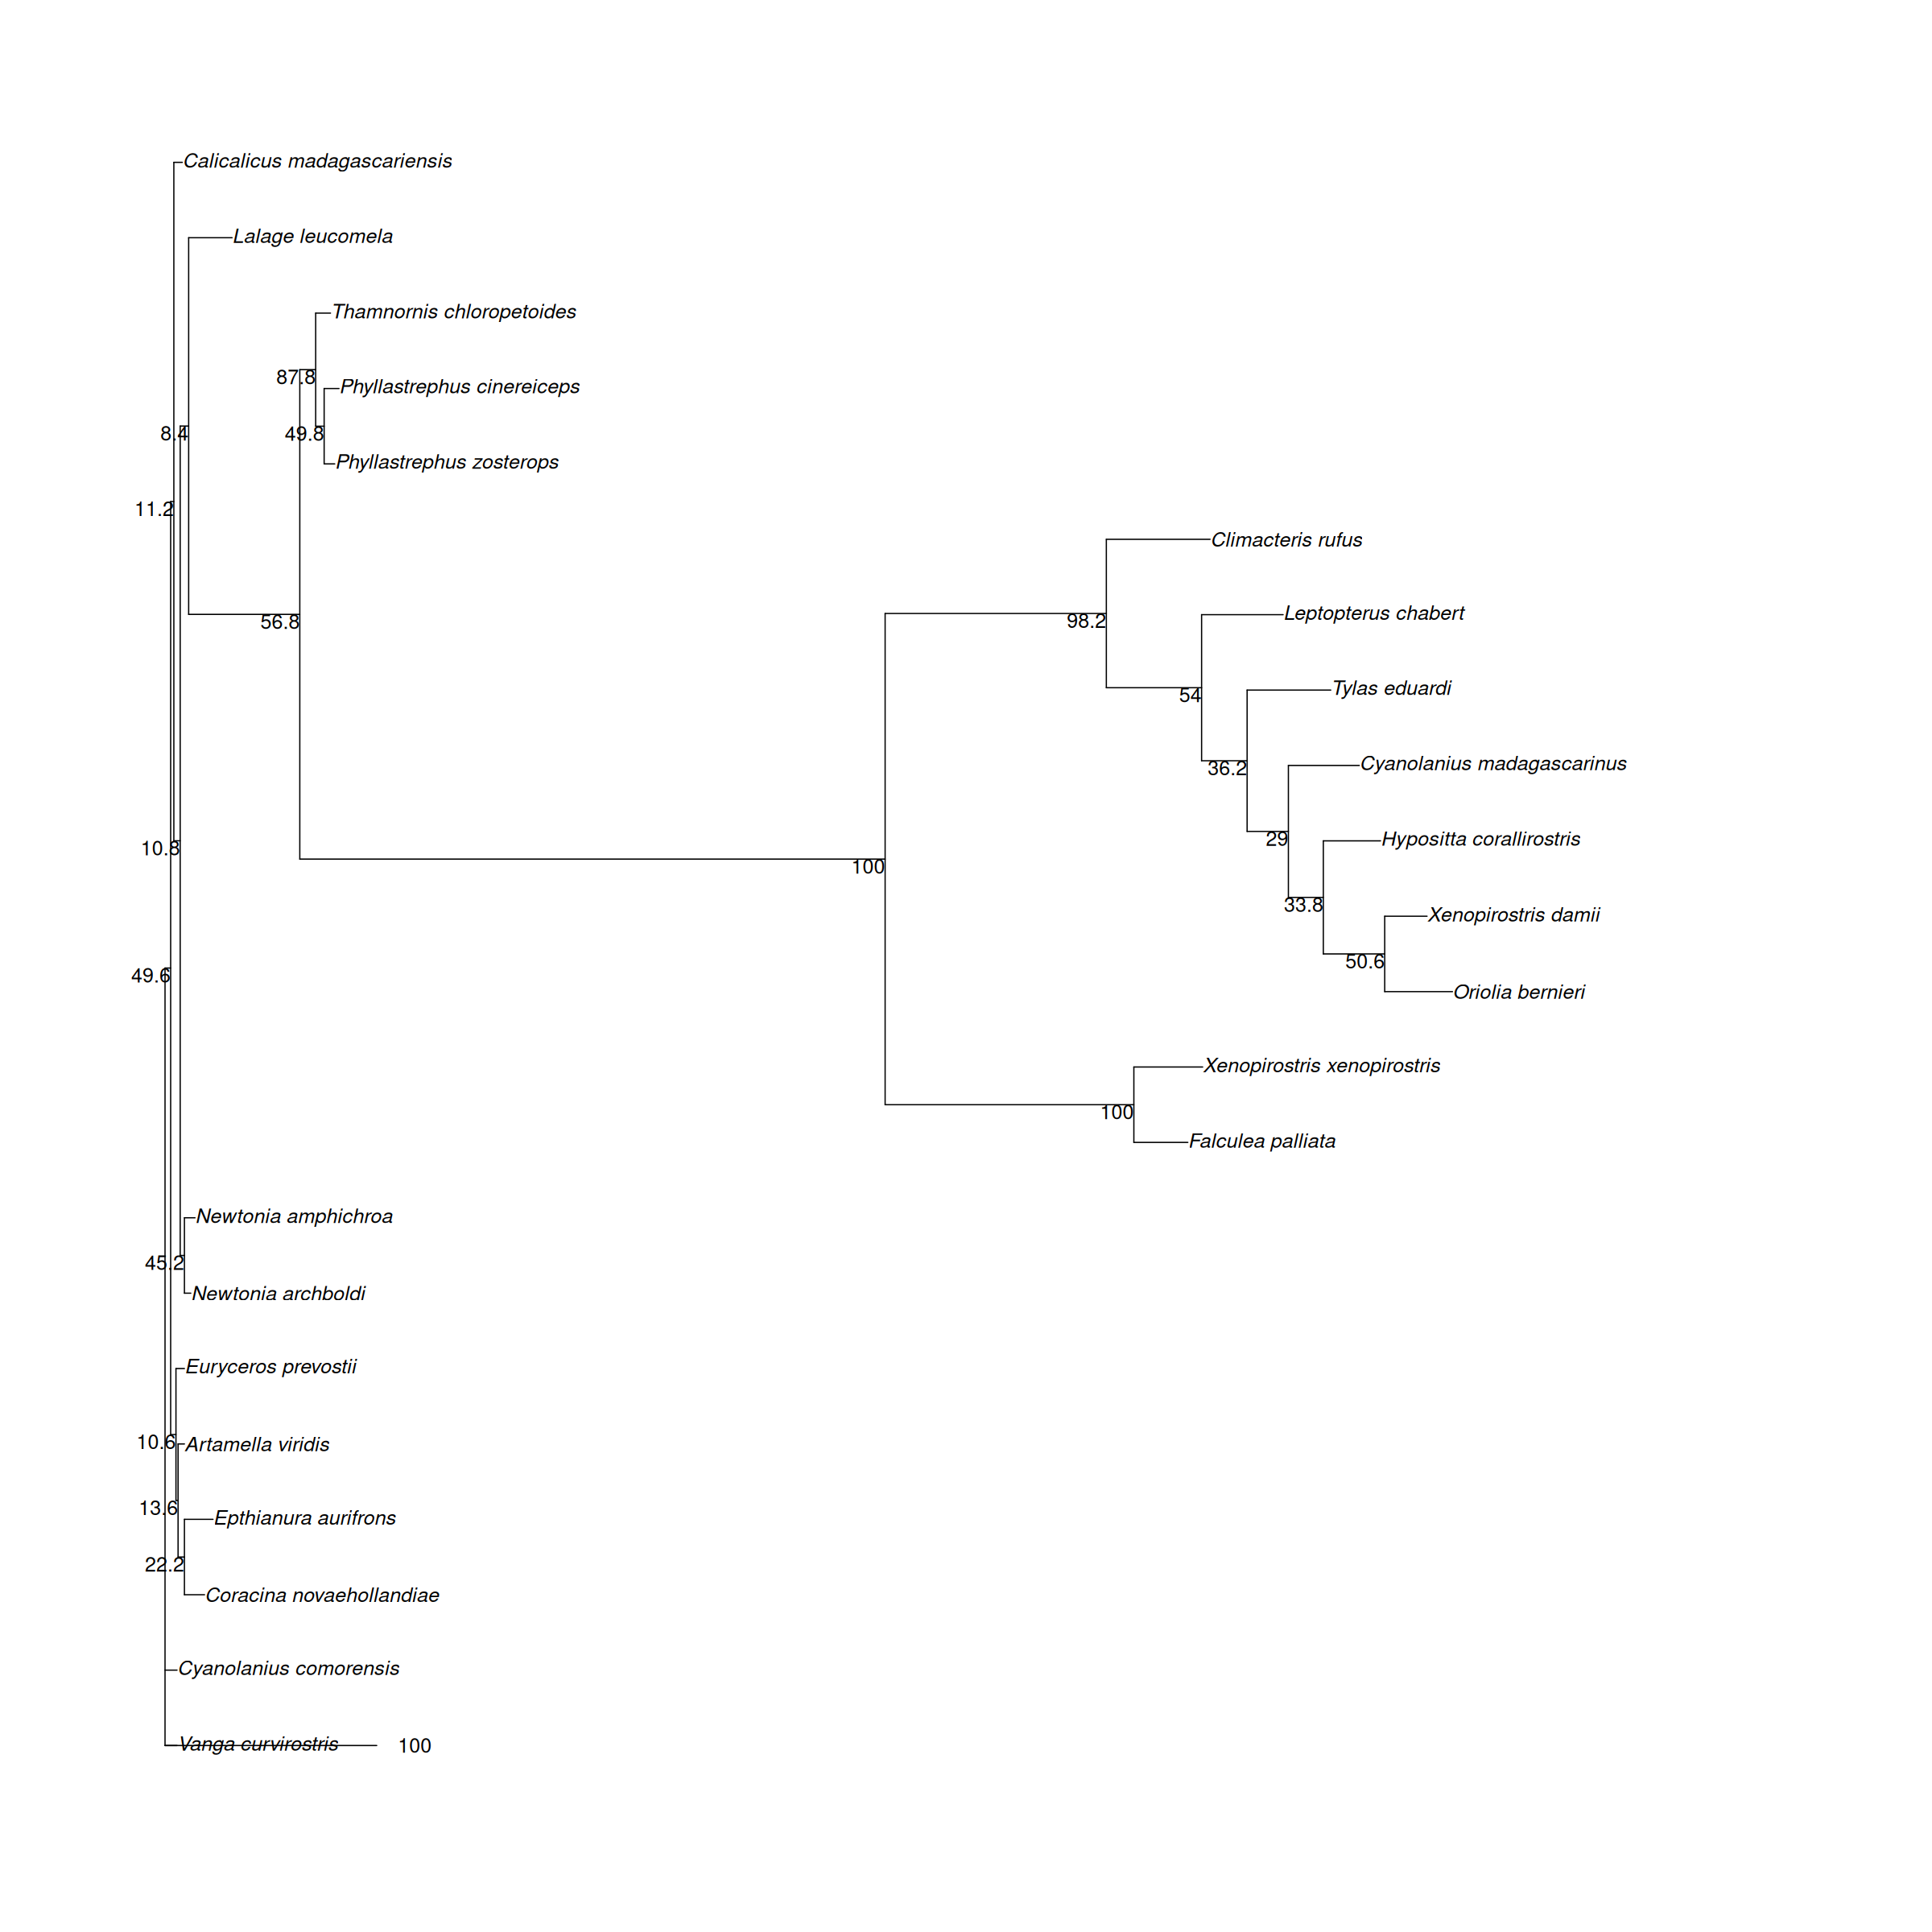 Calicalicus madagascariensis
Lalage leucomela
Thamnornis chloropetoides
87.8
Phyllastrephus cinereiceps
8.4
49.8
Phyllastrephus zosterops
11.2
Climacteris rufus
56.8
98.2
Leptopterus chabert
54
Tylas eduardi
36.2
Cyanolanius madagascarinus
10.8
29
Hypositta corallirostris
100
33.8
Xenopirostris damii
49.6
50.6
Oriolia bernieri
Xenopirostris xenopirostris
100
Falculea palliata
Newtonia amphichroa
45.2
Newtonia archboldi
Euryceros prevostii
10.6
Artamella viridis
13.6
Epthianura aurifrons
22.2
Coracina novaehollandiae
Cyanolanius comorensis
Vanga curvirostris 100